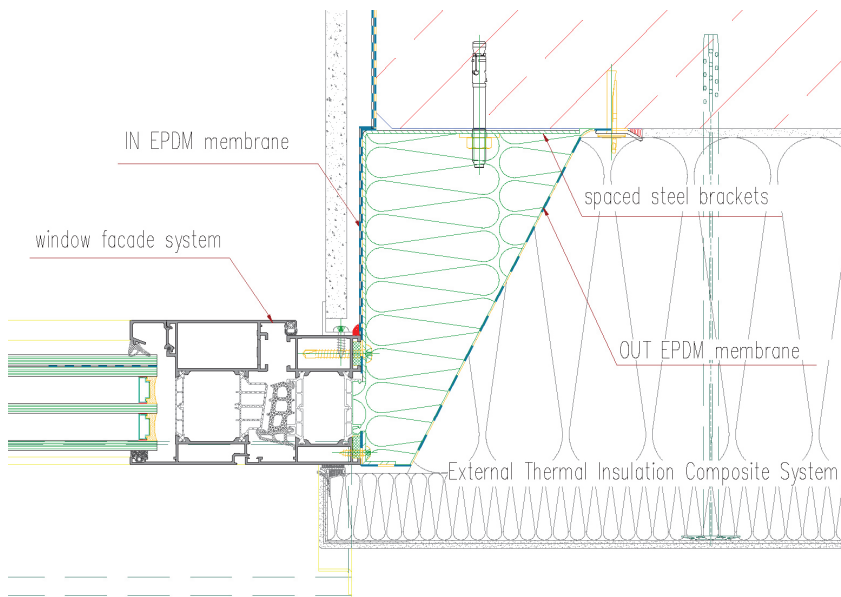 IN EPDM membrane
spaced steel brackets
window facade system
OUT EPDM membrane
External Thermal Insulation Composite System